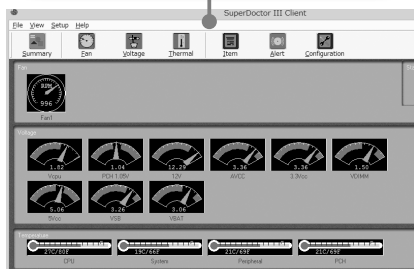 SuperDoctor III Client
File View Setup Help
Summary Fan Voltage Thermal Item Alert Configuration
Fan
RPM
996
Fan1
Voltage
1.82 1.04 12.29 3.36 3.36 1.50
Vcpu PCH 1.05V 12V AVCC 3.3Vcc VDIMM
5.06 3.26 3.06
5Vcc VSB VBAT
Temperature
27C/80F 19C/66F 21C/69F 21C/69F
CPU System Peripheral PCH